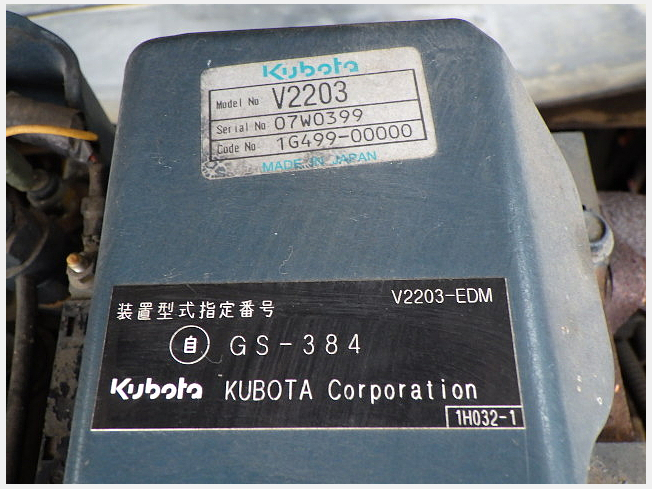 Kubota
Model No V2203
Serial No 07W0399
Code No 1G499-00000
MADE IN JAPAN
V2203-EDM
装置型式指定番号
自 GS-384
Kubota KUBOTA Corporation
1H032-1